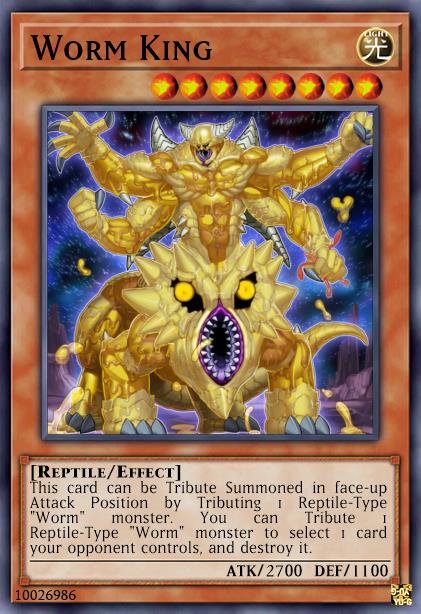 WORM KING
LIGHT
光
[REPTILE/EFFECT]
This card can be Tribute Summoned in face-up
Attack Position by Tributing 1 Reptile-Type
"Worm" monster. You can Tribute 1
Reptile-Type "Worm" monster to select 1 card
your opponent controls, and destroy it.
ATK/2700 DEF/1100
10026986